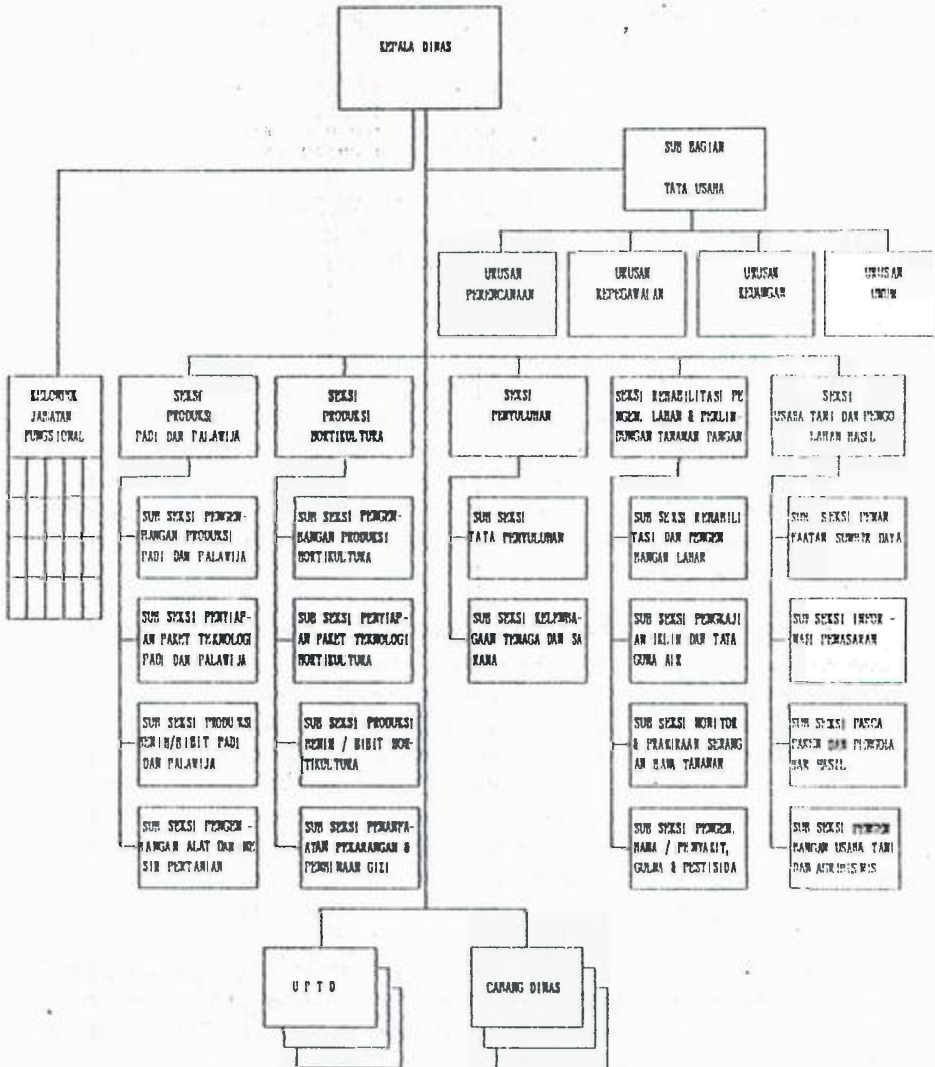 KEPALA DINAS
SUB BAGIAN
TATA USAHA
URUSAN
PERENCANAAN
URUSAN
KEPEGAWAIAN
URUSAN
KEUANGAN
URUSAN
UMUM
KELOMPOK
JABATAN
FUNGSIONAL
SEKSI
PRODUKSI
PADI DAN PALAWIJA
SEKSI
PRODUKSI
HORTIKULTURA
SEKSI
PENYULUHAN
SEKSI REHABILITASI PE
NGEN. LAHAN & PERLIN-
DUNGAN TANAMAN PANGAN
SEKSI
USAHA TANI DAN PENGO
LAHAN HASIL
SUB SEKSI PENGEM-
BANGAN PRODUKSI
PADI DAN PALAWIJA
SUB SEKSI PENYIAP-
AN PAKET TEKNOLOGI
PADI DAN PALAWIJA
SUB SEKSI PRODUKSI
BENIH/BIBIT PADI
DAN PALAWIJA
SUB SEKSI PENGEM -
BANGAN ALAT DAN ME
SIN PERTANIAN
SUB SEKSI PENGEM-
BANGAN PRODUKSI
HORTIKULTURA
SUB SEKSI PENYIAP-
AN PAKET TEKNOLOGI
HORTIKULTURA
SUB SEKSI PRODUKSI
BENIH / BIBIT HOR-
TIKULTURA
SUB SEKSI PEMANFA-
ATAN PEKARANGAN &
PEMBINAAN GIZI
SUB SEKSI
TATA PENYULUHAN
SUB SEKSI KELEMBA-
GAAN TENAGA DAN SA
RANA
SUB SEKSI REHABILI
TASI DAN PENGEM
BANGAN LAHAN
SUB SEKSI PENGKAJI
AN IKLIM DAN TATA
GUNA AIR
SUB SEKSI MONITOR
& PRAKIRAAN SERANG
AN HAMA TANAMAN
SUB SEKSI PENGEN.
HAMA / PENYAKIT,
GULMA & PESTISIDA
SUB SEKSI PEMAN
FAATAN SUMBER DAYA
SUB SEKSI INFOR -
MASI PEMASARAN
SUB SEKSI PASCA
PANEN DAN PENGOLA
HAN HASIL
SUB SEKSI PENGEM
BANGAN USAHA TANI
DAN AGRIBISNIS
U P T D
CABANG DINAS